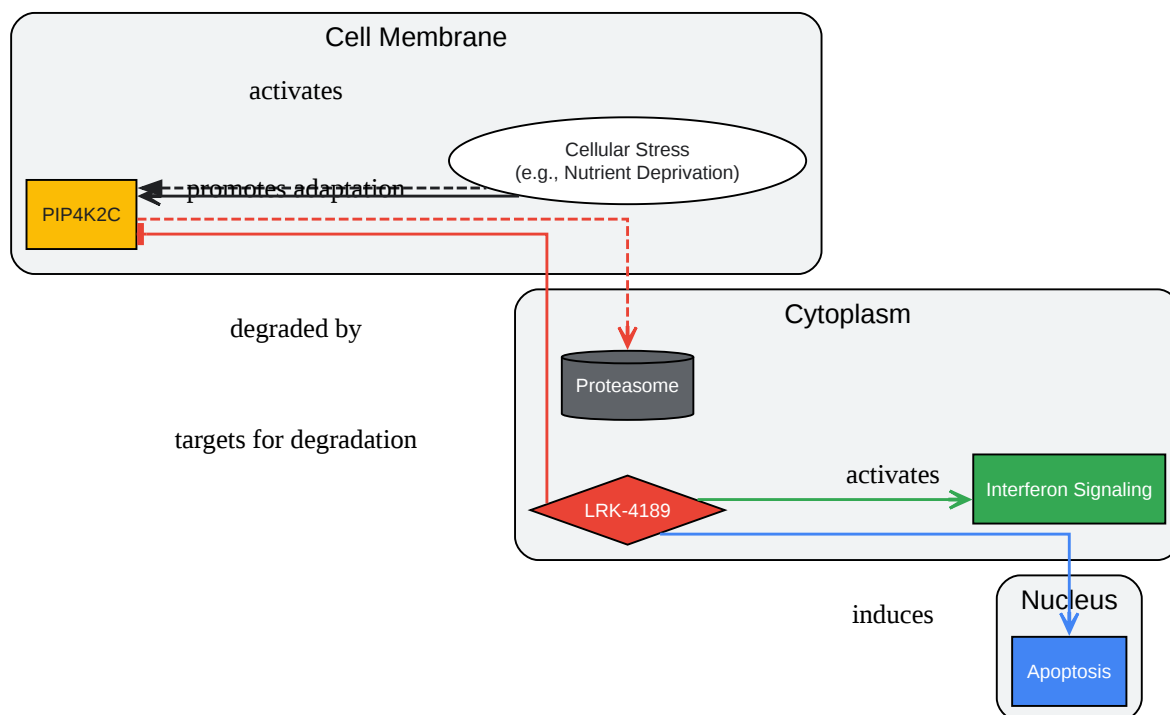 Cell Membrane
activates
Cellular Stress
(e.g., Nutrient Deprivation)
promotes adaptation
PIP4K2C
Cytoplasm
degraded by
Proteasome
targets for degradation
activates
Interferon Signaling
LRK-4189
Nucleus
induces
Apoptosis